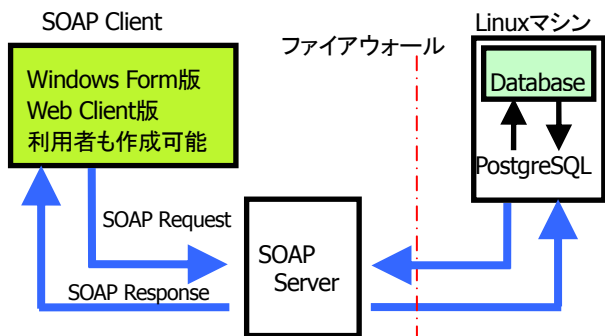 SOAP Client
Windows Form版
Web Client版
利用者も作成可能
ファイアウォール
Linuxマシン
Database
PostgreSQL
SOAP Request
SOAP
Server
SOAP Response